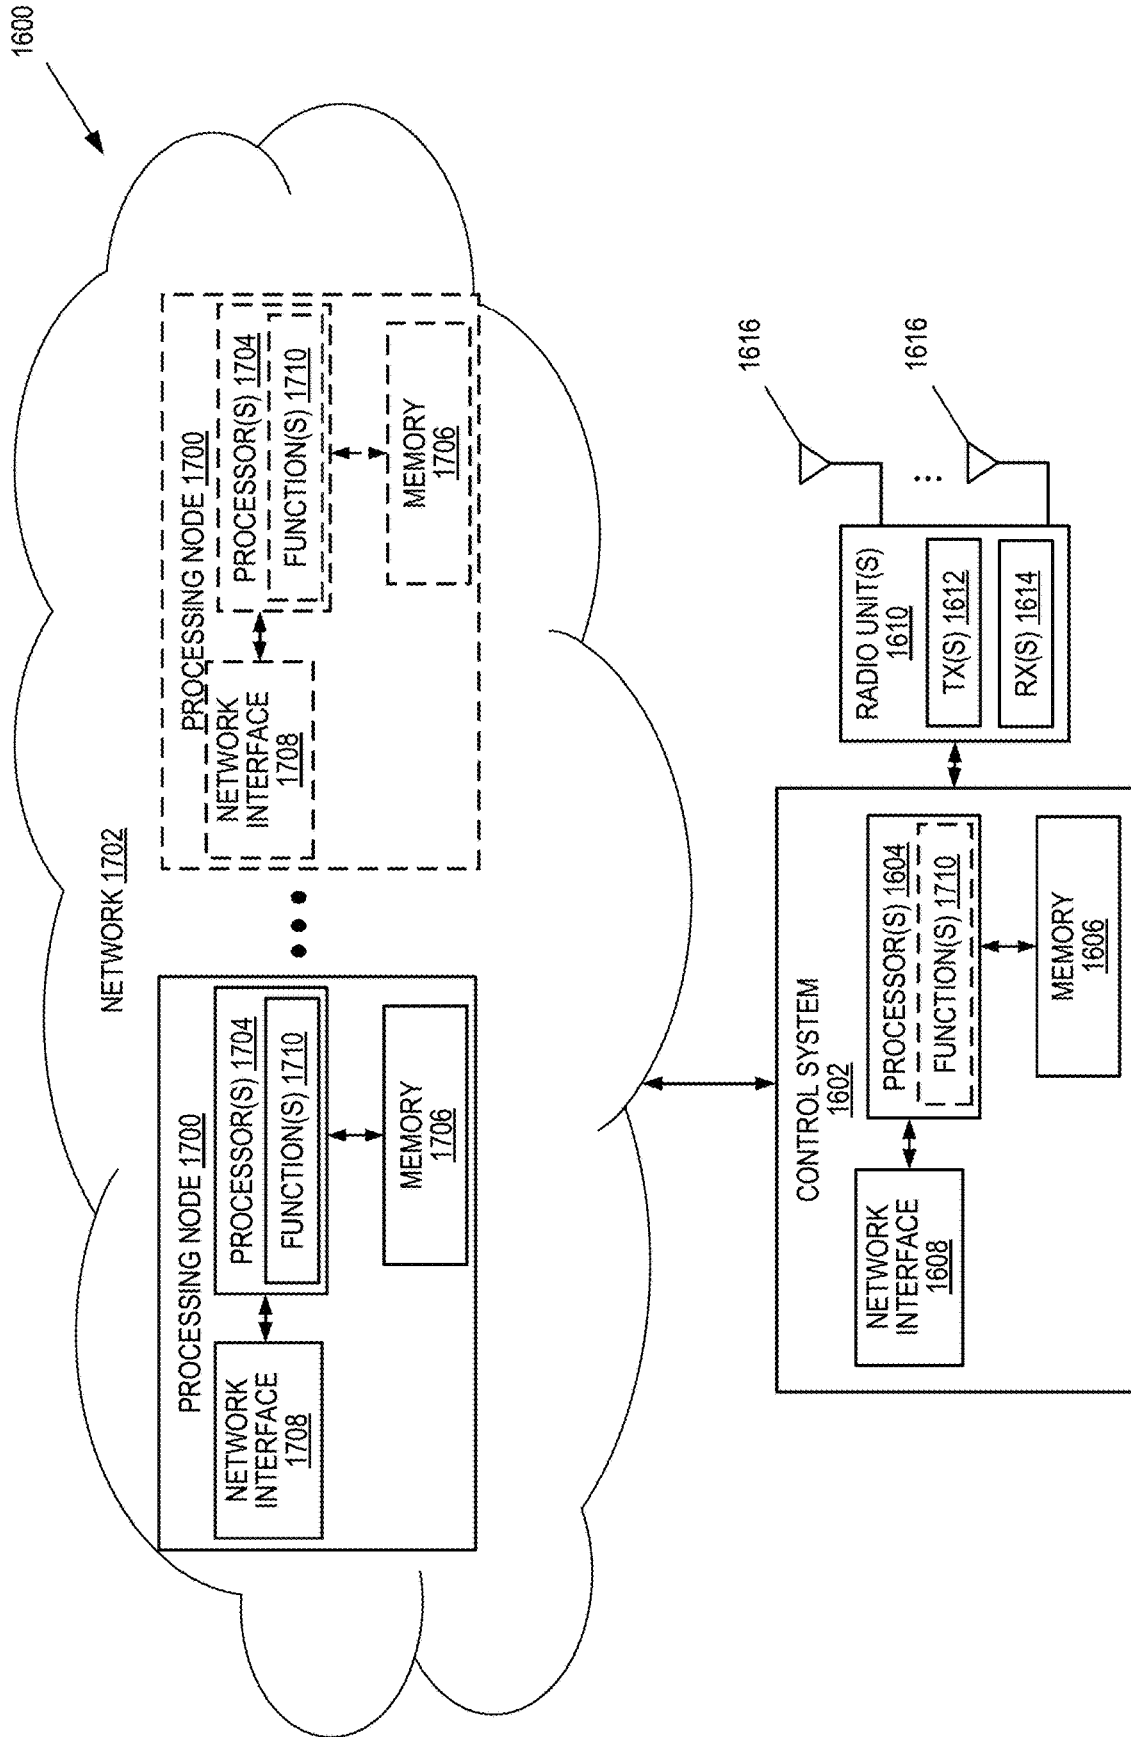 1600
NETWORK 1702
PROCESSING NODE 1700
NETWORK
INTERFACE
1708
PROCESSOR(S) 1704
FUNCTION(S) 1710
MEMORY
1706
PROCESSING NODE 1700
NETWORK
INTERFACE
1708
PROCESSOR(S) 1704
FUNCTION(S) 1710
MEMORY
1706
CONTROL SYSTEM
1602
NETWORK
INTERFACE
1608
PROCESSOR(S) 1604
FUNCTION(S) 1710
MEMORY
1606
RADIO UNIT(S)
1610
TX(S) 1612
RX(S) 1614
1616
1616